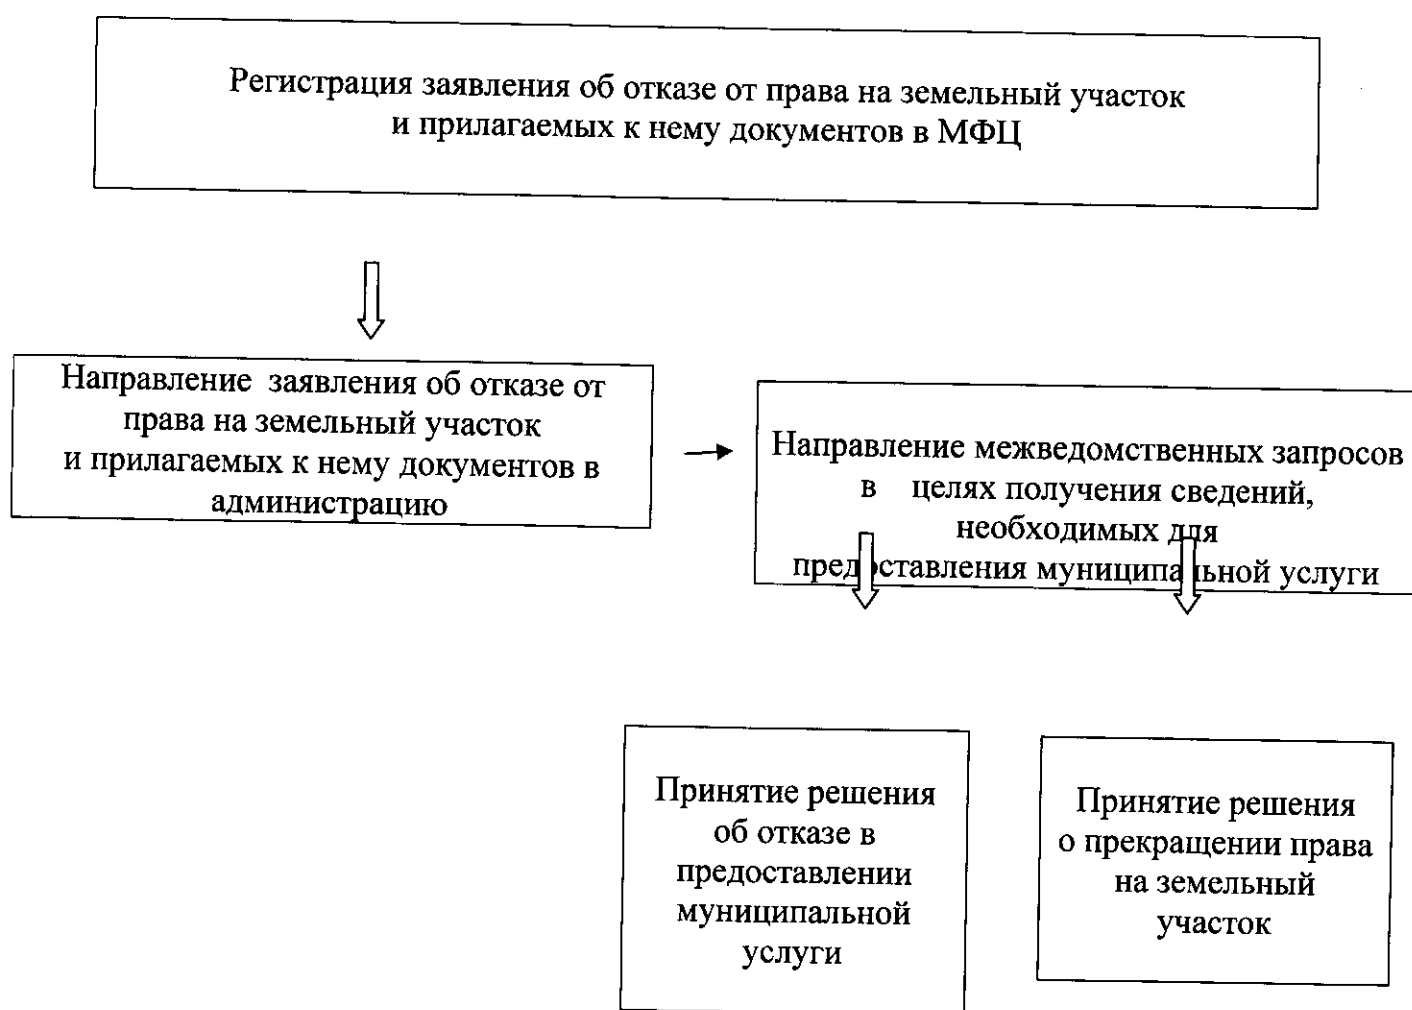 Регистрация заявления об отказе от права на земельный участок
и прилагаемых к нему документов в МФЦ
Направление заявления об отказе от
права на земельный участок
и прилагаемых к нему документов в
администрацию
Направление межведомственных запросов
в целях получения сведений,
необходимых для
предоставления муниципальной услуги
Принятие решения
об отказе в
предоставлении
муниципальной
услуги
Принятие решения
о прекращении права
на земельный
участок